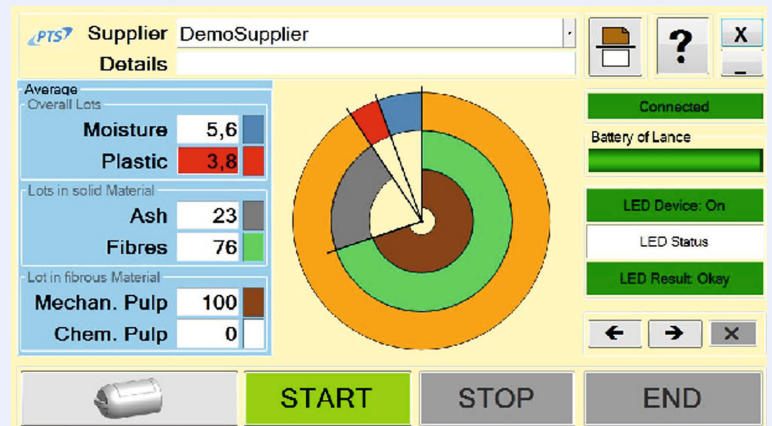 PTS Supplier DemoSupplier
Details
?
X
_
Average
Overall Lots
Moisture 5,6
Plastic 3,8
Lots in solid Material
Ash 23
Fibres 76
Lot in fibrous Material
Mechan. Pulp 100
Chem. Pulp 0
Connected
Battery of Lance
LED Device: On
LED Status
LED Result: Okay
← → ×
START STOP END